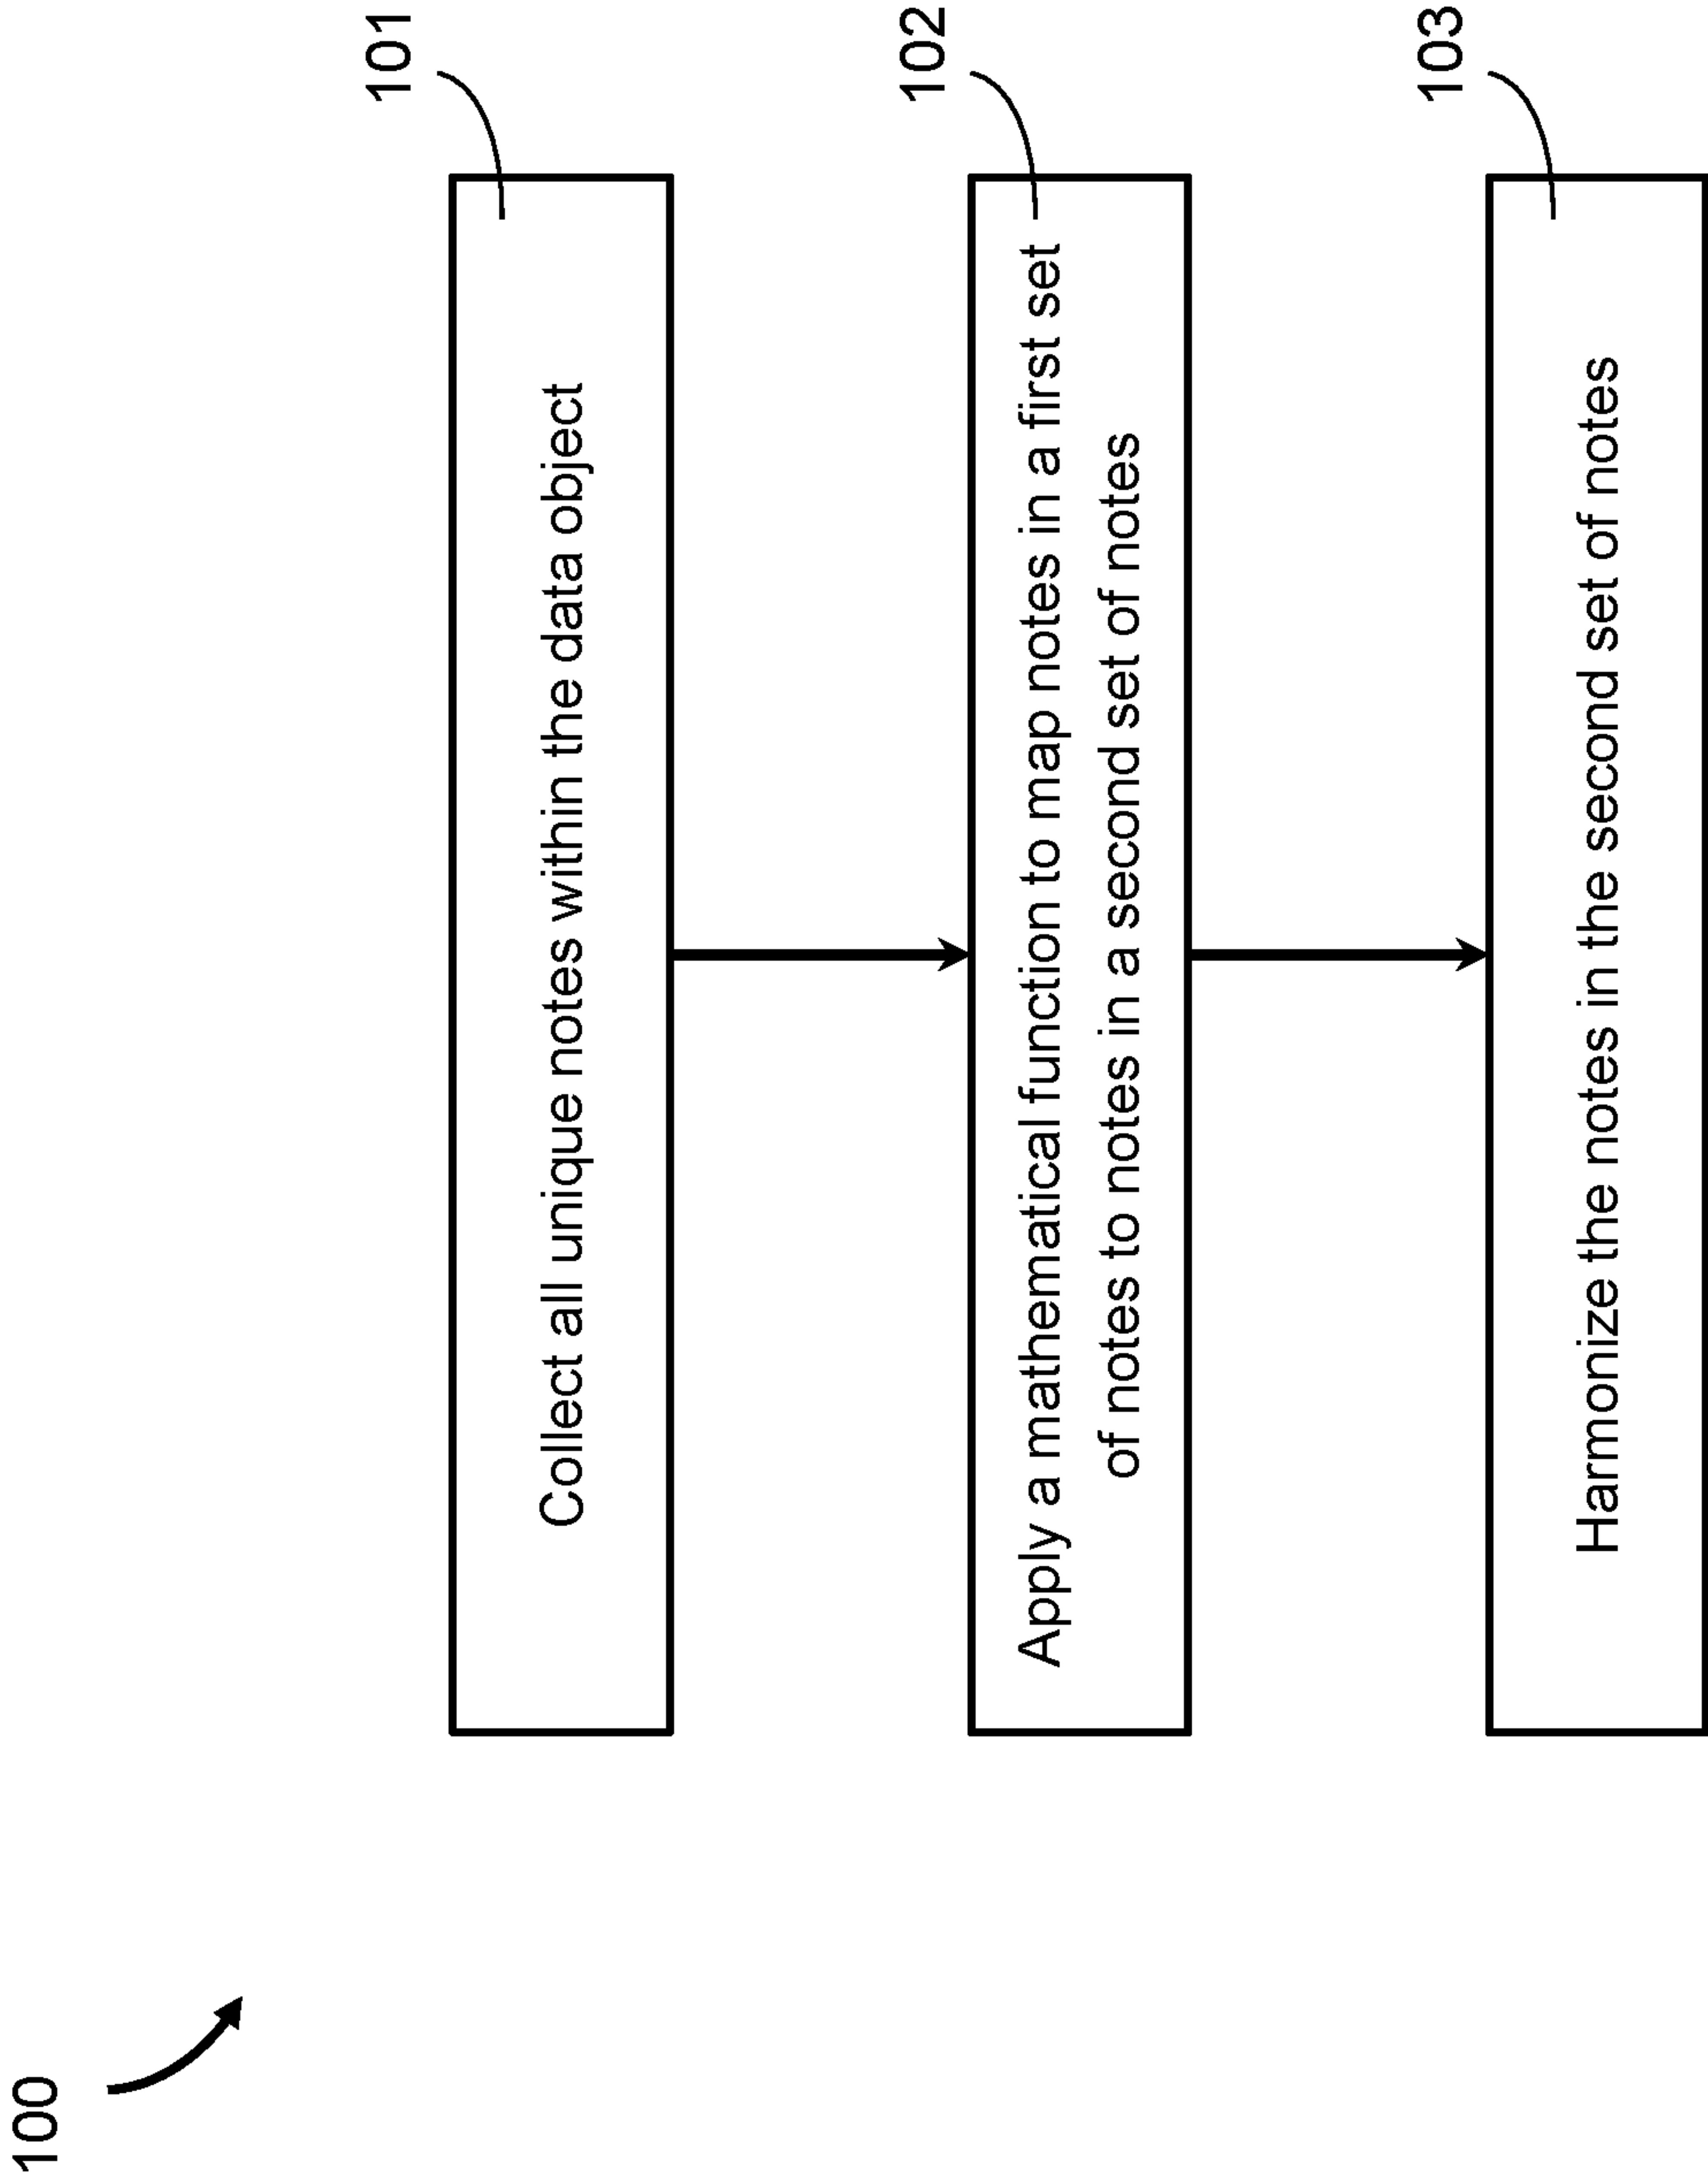 100
101
Collect all unique notes within the data object
102
Apply a mathematical function to map notes in a first set
of notes to notes in a second set of notes
103
Harmonize the notes in the second set of notes